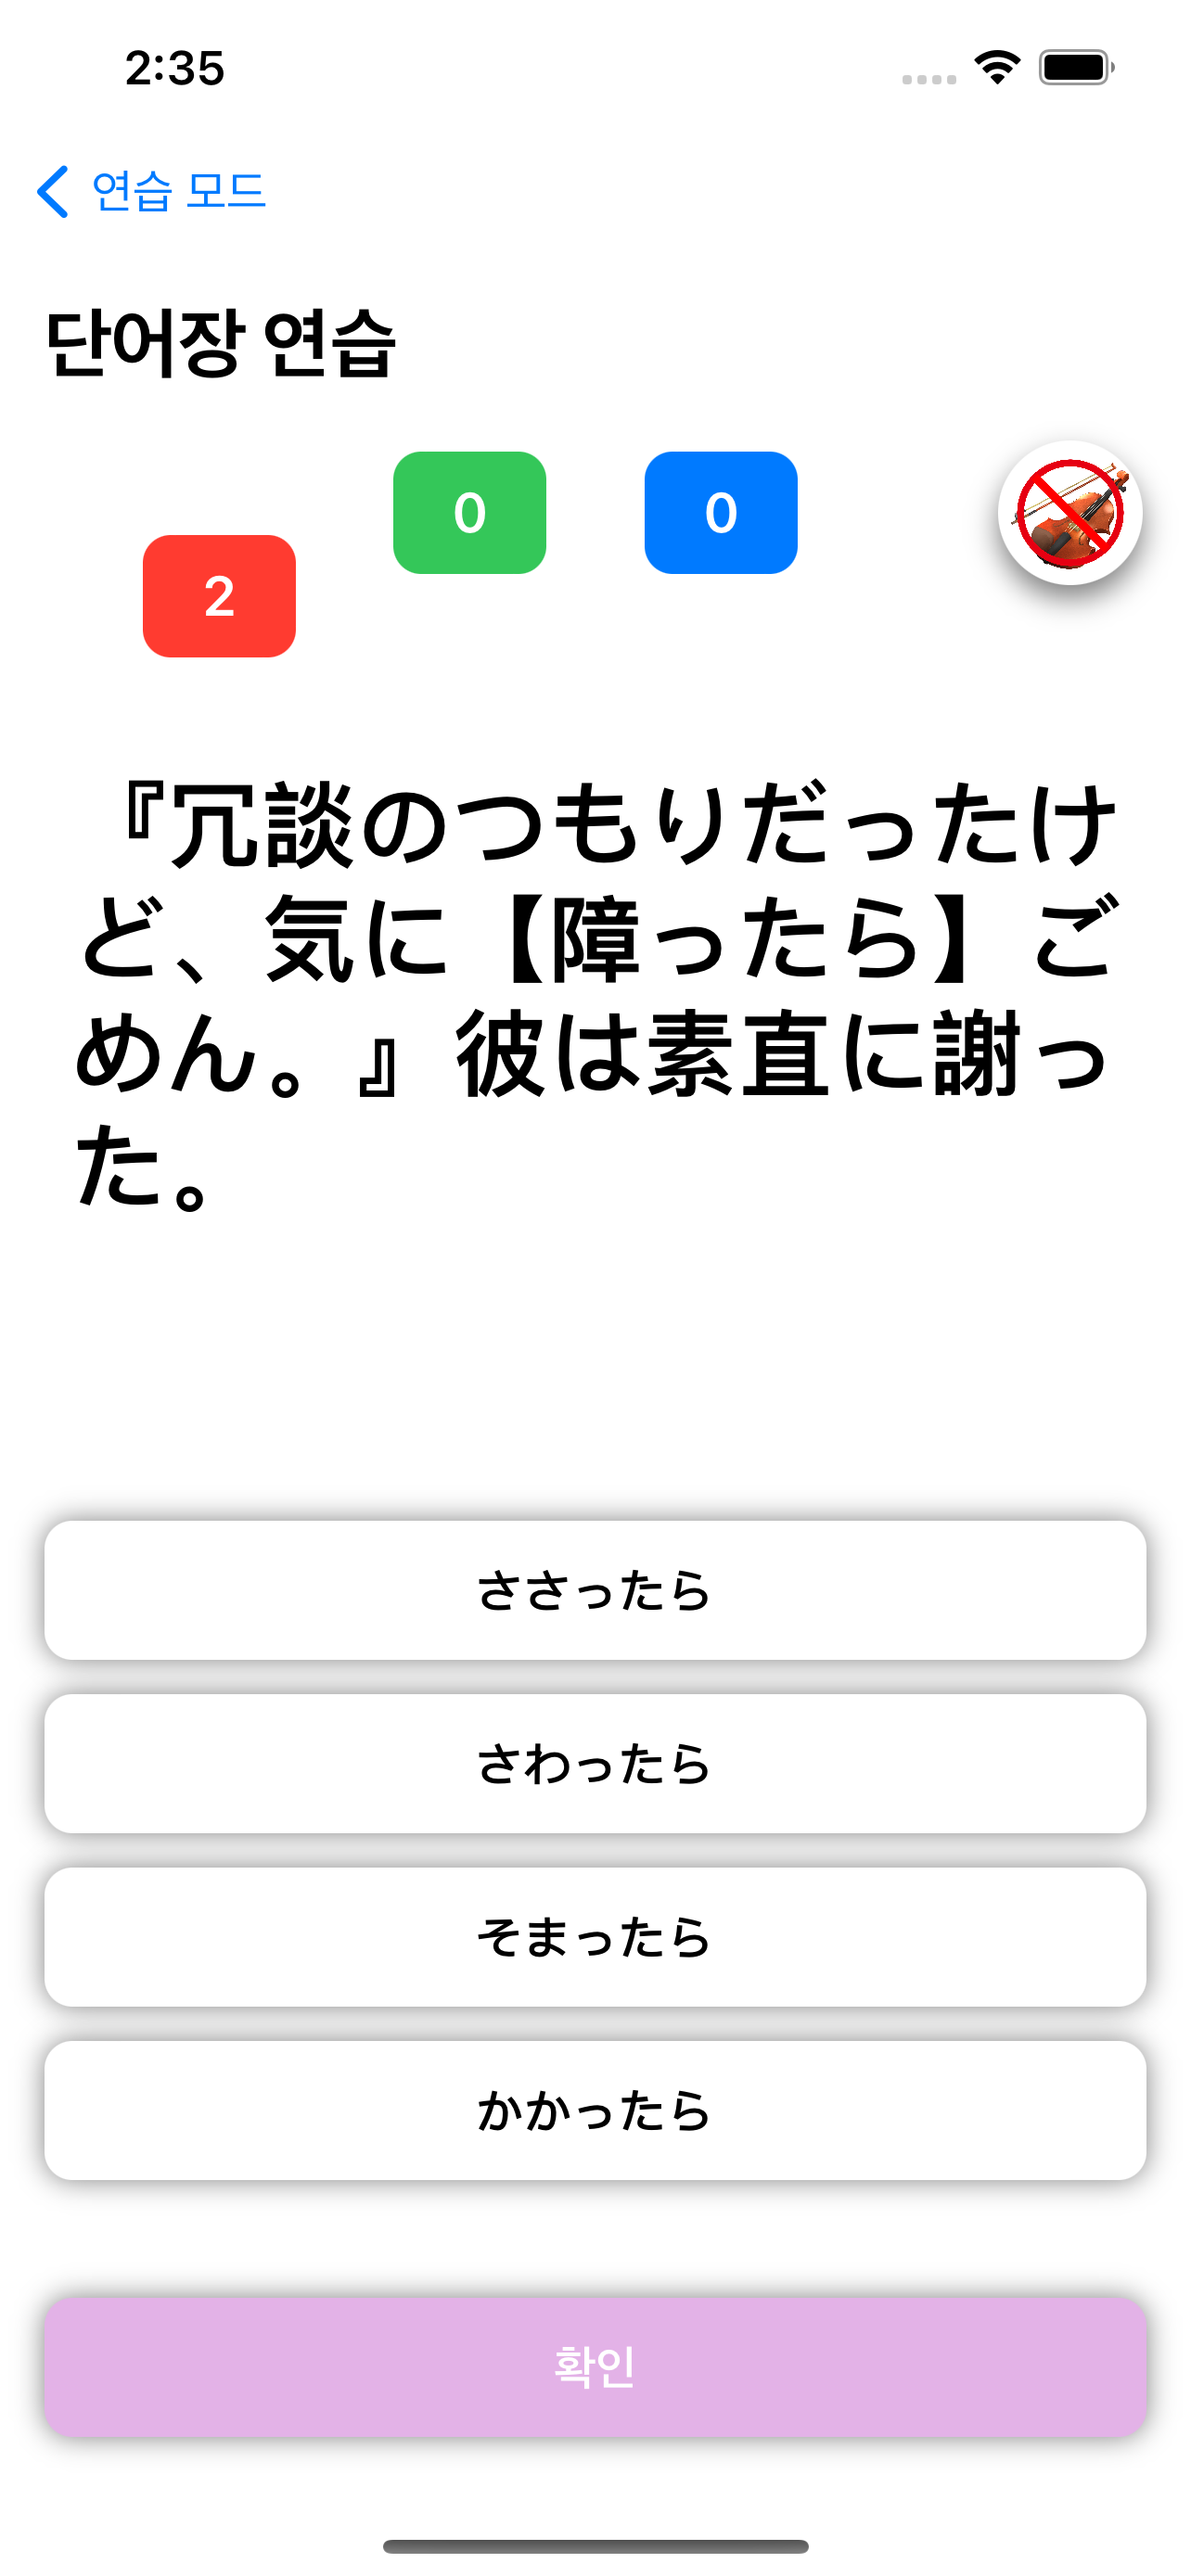 2:35
연습 모드
단어장 연습
0
0
2
『冗談のつもりだったけ
ど、気に【障ったら】ご
めん。』彼は素直に謝っ
た。
ささったら
さわったら
そまったら
かかったら
확인